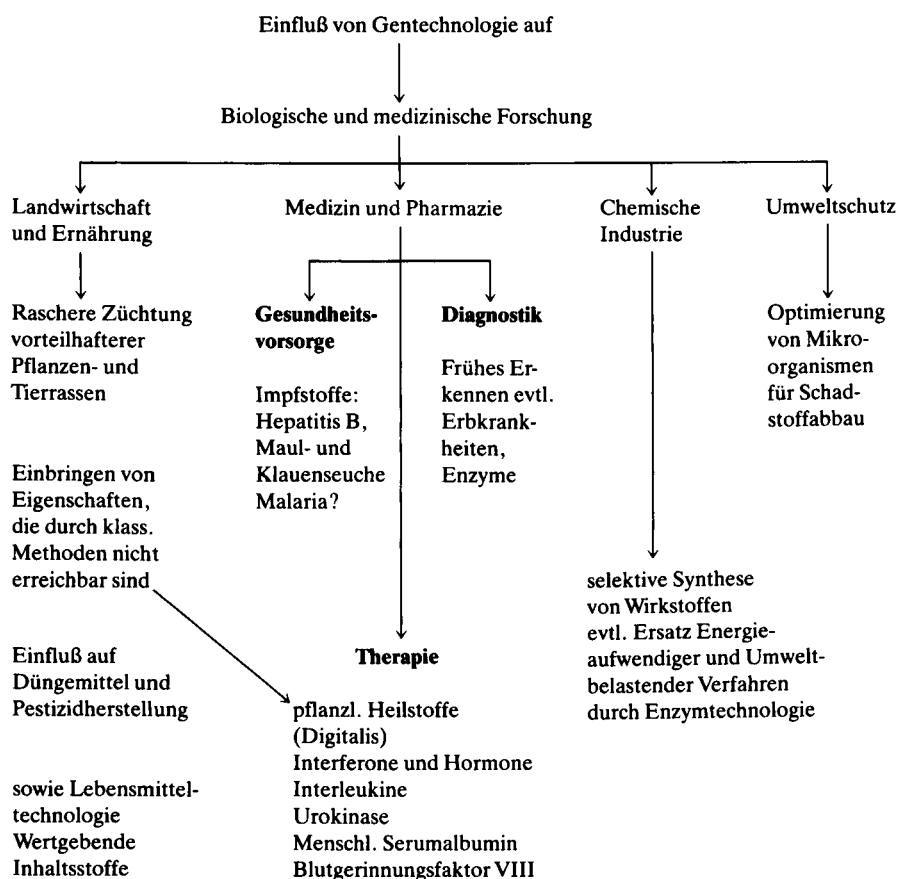 Einfluß von Gentechnologie auf
Biologische und medizinische Forschung
Landwirtschaft
und Ernährung
Raschere Züchtung
vorteilhafterer
Pflanzen- und
Tierrassen
Einbringen von
Eigenschaften,
die durch klass.
Methoden nicht
erreichbar sind
Einfluß auf
Düngemittel und
Pestizidherstellung
sowie Lebensmittel-
technologie
Wertgebende
Inhaltsstoffe
Medizin und Pharmazie
Gesundheits-
vorsorge
Impfstoffe:
Hepatitis B,
Maul- und
Klauenseuche
Malaria?
Diagnostik
Frühes Er-
kennen evtl.
Erbkrank-
heiten,
Enzyme
Therapie
pflanzl. Heilstoffe
(Digitalis)
Interferone und Hormone
Interleukine
Urokinase
Menschl. Serumalbumin
Blutgerinnungsfaktor VIII
Chemische
Industrie
selektive Synthese
von Wirkstoffen
evtl. Ersatz Energie-
aufwendiger und Umwelt-
belastender Verfahren
durch Enzymtechnologie
Umweltschutz
Optimierung
von Mikro-
organismen
für Schad-
stoffabbau